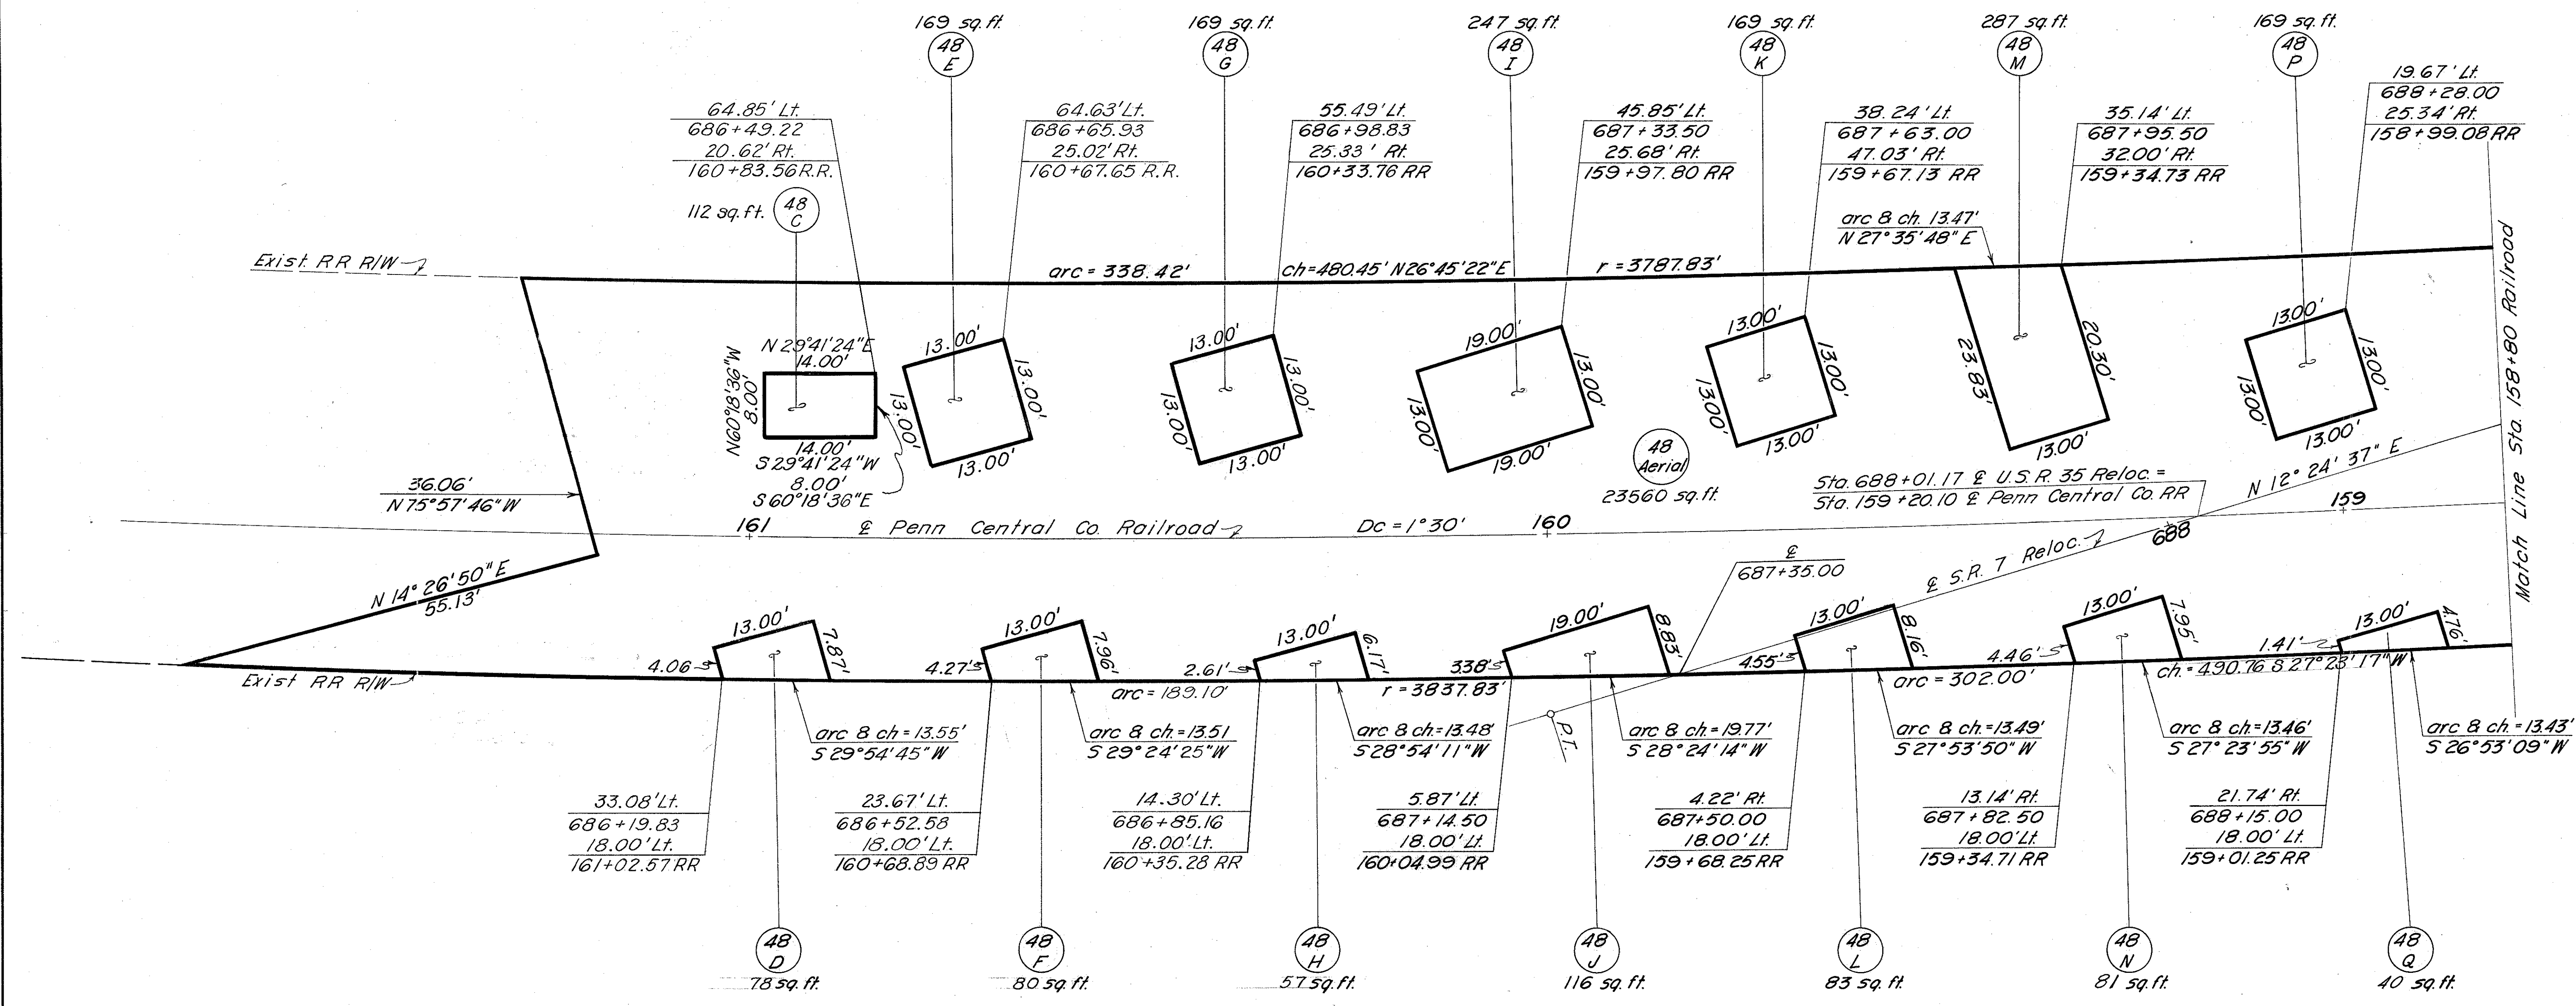 169 sq. ft.
48
E
169 sq. ft.
48
G
247 sq. ft.
48
I
169 sq. ft.
48
K
287 sq. ft.
48
M
169 sq. ft.
48
P
64.85' Lt.
686+49.22
20.62' Rt.
160+83.56 R.R.
64.63' Lt.
686+65.93
25.02' Rt.
160+67.65 R.R.
55.49' Lt.
686+98.83
25.33' Rt.
160+33.76 RR
45.85' Lt.
687+33.50
25.68' Rt.
159+97.80 RR
38.24' Lt.
687+63.00
47.03' Rt.
159+67.13 RR
35.14' Lt.
687+95.50
32.00' Rt.
159+34.73 RR
19.67' Lt.
688+28.00
25.34' Rt.
158+99.08 RR
112 sq. ft.
48
C
arc & ch. 13.47'
N 27° 35' 48" E
Exist. RR R/W
arc = 338.42'
ch=480.45' N26°45'22"E
r = 3787.83'
Match Line Sta. 158+80 Railroad
N 29°41'24"E
14.00'
N60°18'36"W
8.00'
14.00'
S 29°41'24"W
8.00'
S 60°18'36"E
13.00'
13.00'
13.00'
13.00'
13.00'
13.00'
13.00'
13.00'
19.00'
13.00'
13.00'
19.00'
13.00'
13.00'
13.00'
13.00'
23.83'
20.30'
13.00'
13.00'
13.00'
13.00'
13.00'
48
Aerial
23560 sq. ft.
Sta. 688+01.17 ℄ U.S.R. 35 Reloc. =
Sta. 159+20.10 ℄ Penn Central Co. RR
N 12° 24' 37" E
36.06'
N 75° 57' 46" W
161
℄ Penn Central Co. Railroad
Dc = 1°30'
160
688
159
℄
687+35.00
℄ S.R. 7 Reloc.
N 14° 26' 50" E
55.13'
4.06
13.00'
7.87'
4.27'
13.00'
7.96'
2.61'
13.00'
6.17'
3.38'
19.00'
8.83'
4.55'
13.00'
8.16'
4.46'
13.00'
7.95'
1.41'
13.00'
4.76'
Exist RR R/W
arc = 189.10'
r = 3837.83'
arc = 302.00'
ch. = 490.76 S 27° 23' 17" W
P.T.
arc & ch = 13.55'
S 29° 54' 45" W
arc & ch. = 13.51
S 29° 24' 25" W
arc & ch = 13.48'
S 28° 54' 11" W
arc & ch. = 19.77'
S 28° 24' 14" W
arc & ch. = 13.49'
S 27° 53' 50" W
arc & ch. = 13.46'
S 27° 23' 55" W
arc & ch. = 13.43'
S 26° 53' 09" W
33.08' Lt.
686+19.83
18.00' Lt.
161+02.57 RR
23.67' Lt.
686+52.58
18.00' Lt.
160+68.89 RR
14.30' Lt.
686+85.16
18.00' Lt.
160+35.28 RR
5.87' Lt.
687+14.50
18.00' Lt.
160+04.99 RR
4.22' Rt.
687+50.00
18.00' Lt.
159+68.25 RR
13.14' Rt.
687+82.50
18.00' Lt.
159+34.71 RR
21.74' Rt.
688+15.00
18.00' Lt.
159+01.25 RR
48
D
78 sq. ft.
48
F
80 sq. ft.
48
H
57 sq. ft.
48
J
116 sq. ft.
48
L
83 sq. ft.
48
N
81 sq. ft.
48
Q
40 sq. ft.